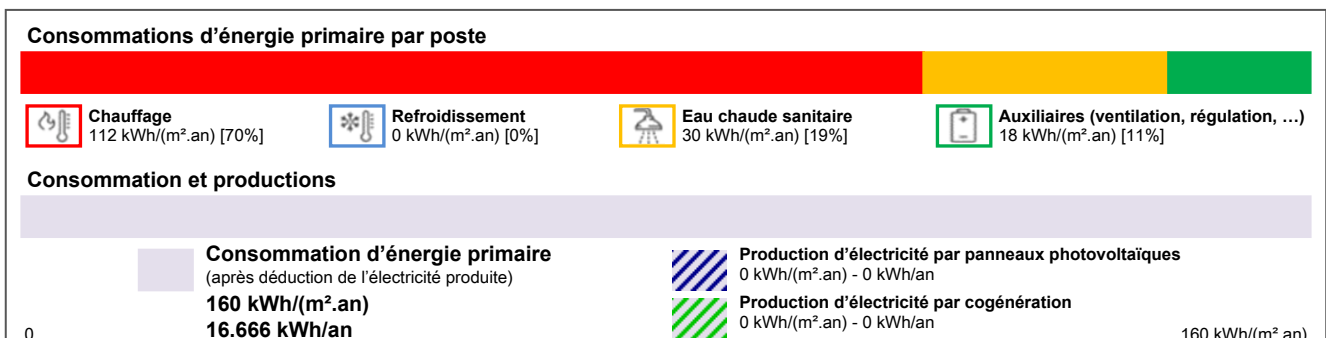 Consommations d’énergie primaire par poste
Chauffage
112 kWh/(m².an) [70%]
Refroidissement
0 kWh/(m².an) [0%]
Eau chaude sanitaire
30 kWh/(m².an) [19%]
Auxiliaires (ventilation, régulation, …)
18 kWh/(m².an) [11%]
Consommation et productions
Consommation d’énergie primaire
(après déduction de l’électricité produite)
160 kWh/(m².an)
16.666 kWh/an
Production d’électricité par panneaux photovoltaïques
0 kWh/(m².an) - 0 kWh/an
Production d’électricité par cogénération
0 kWh/(m².an) - 0 kWh/an
0
160 kWh/(m².an)